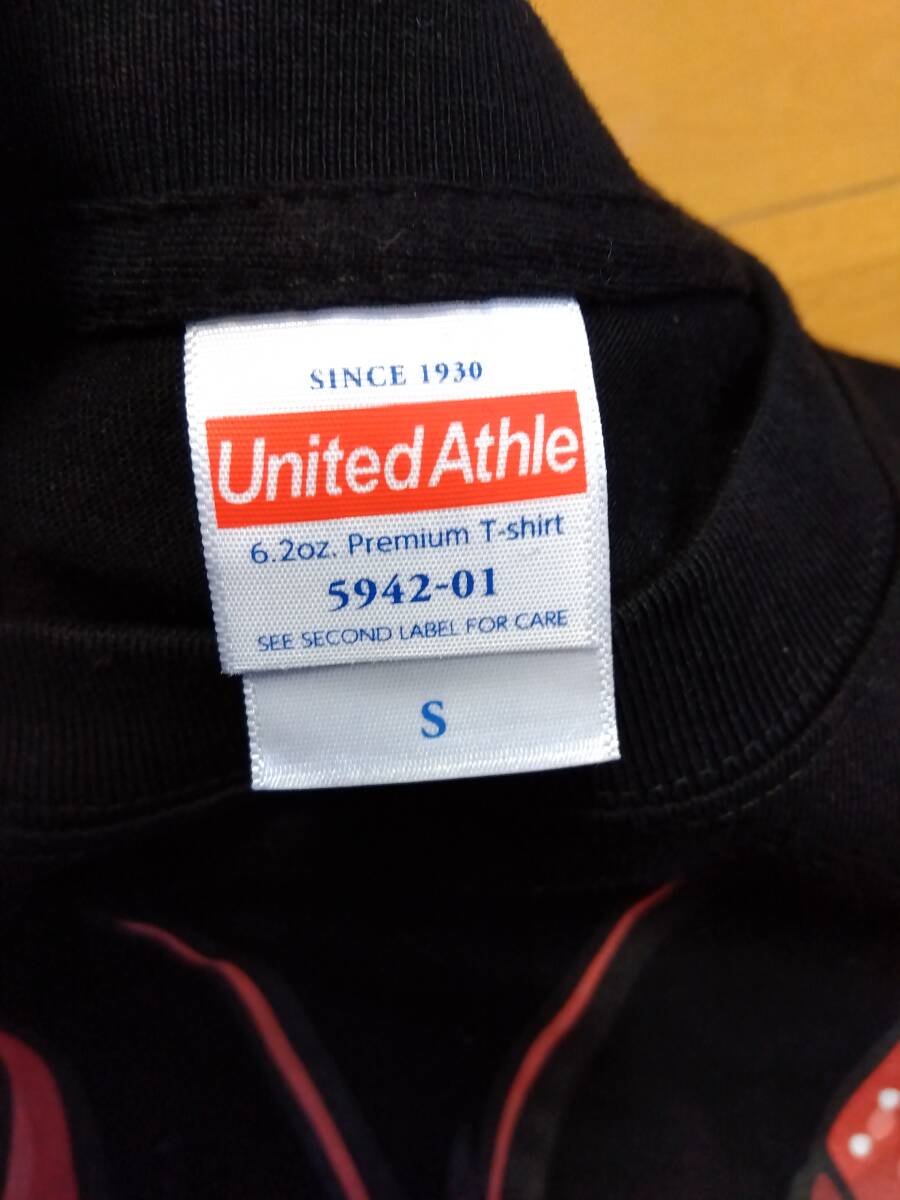 SINCE 1930
United Athle
6.2oz. Premium T-shirt
5942-01
SEE SECOND LABEL FOR CARE
S